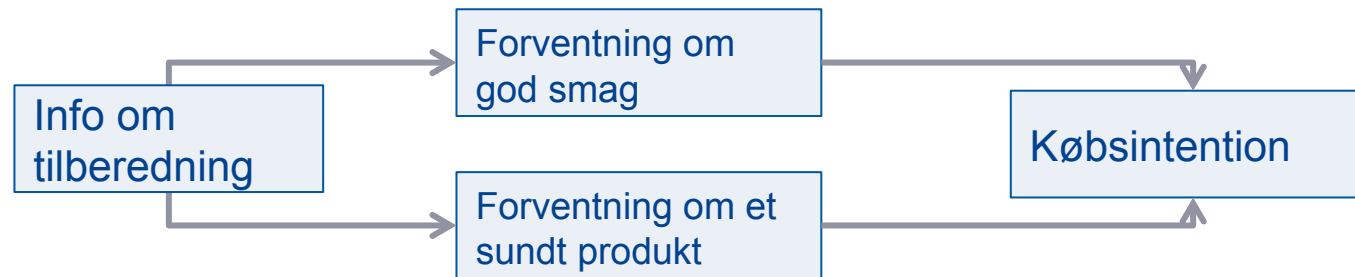 Forventning om
god smag
Info om
tilberedning
Købsintention
Forventning om et
sundt produkt